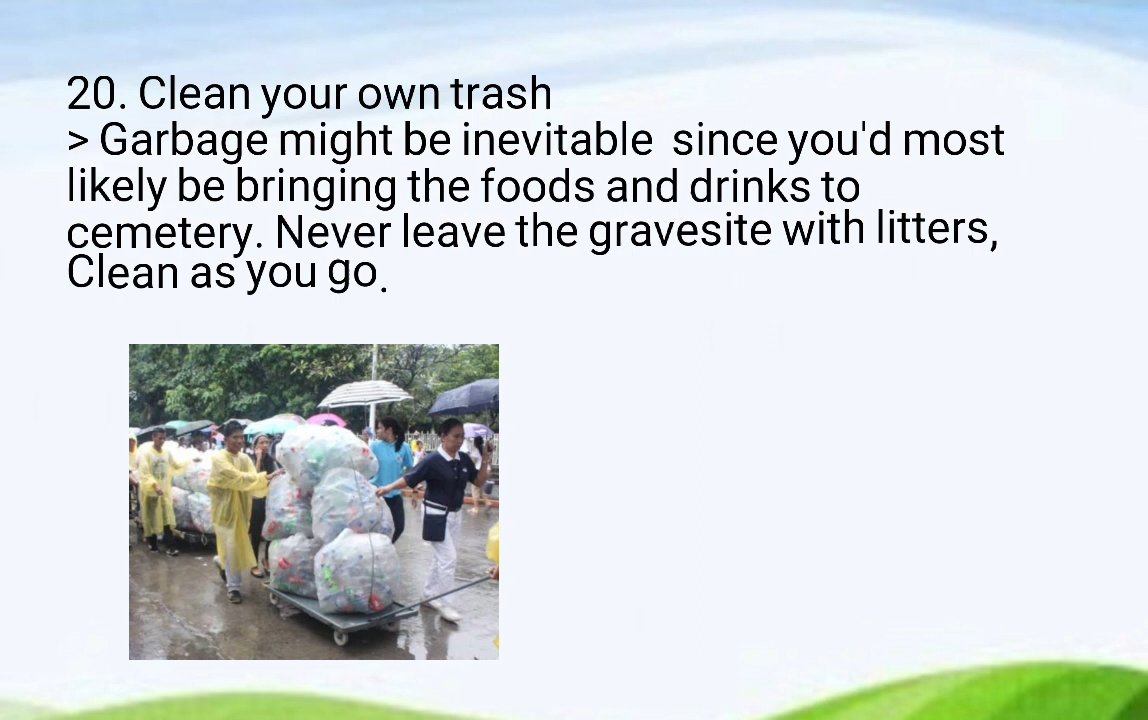 20. Clean your own trash
> Garbage might be inevitable  since you'd most
likely be bringing the foods and drinks to
cemetery. Never leave the gravesite with litters,
Clean as you go.